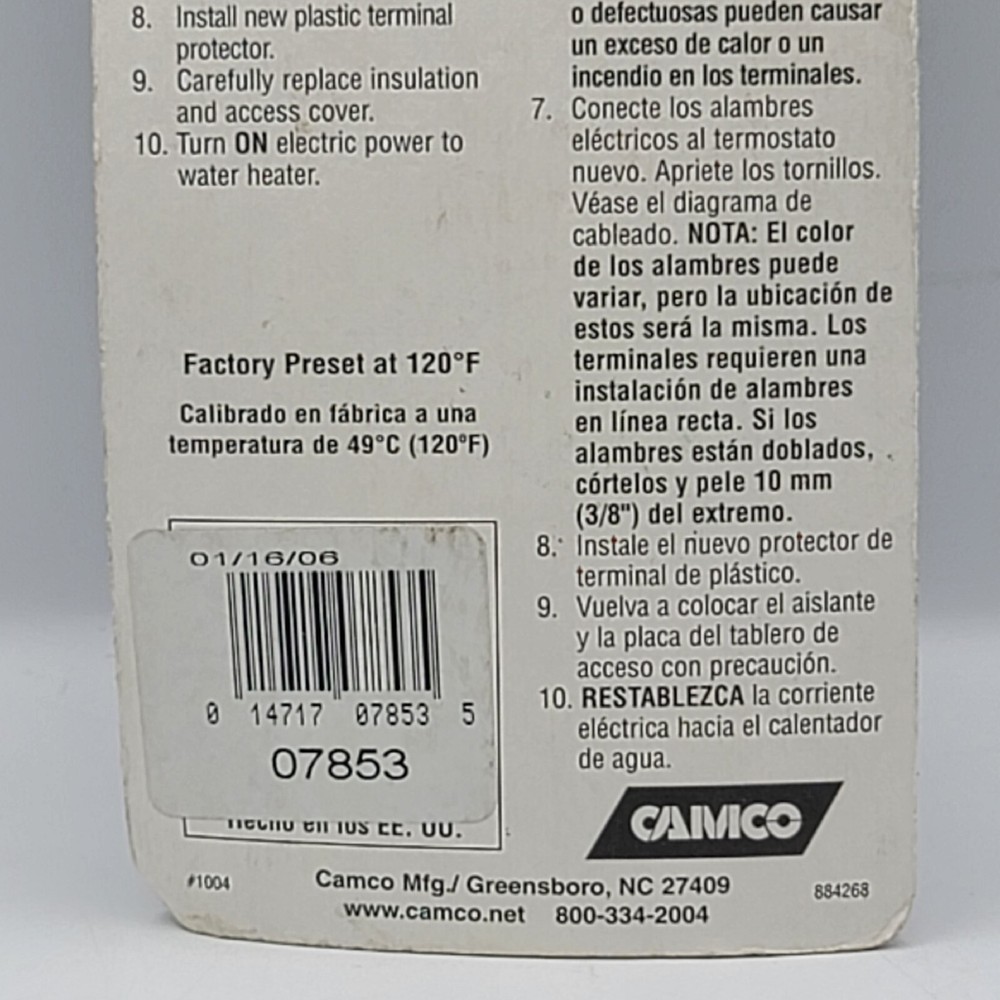 8. Install new plastic terminal
protector.
9. Carefully replace insulation
and access cover.
10. Turn ON electric power to
water heater.
Factory Preset at 120°F
Calibrado en fábrica a una
temperatura de 49°C (120°F)
01/16/06
0 14717 07853 5
07853
Hecho en los EE. UU.
o defectuosas pueden causar
un exceso de calor o un
incendio en los terminales.
7. Conecte los alambres
eléctricos al termostato
nuevo. Apriete los tornillos.
Véase el diagrama de
cableado. NOTA: El color
de los alambres puede
variar, pero la ubicación de
estos será la misma. Los
terminales requieren una
instalación de alambres
en línea recta. Si los
alambres están doblados,
córtelos y pele 10 mm
(3/8") del extremo.
8. Instale el nuevo protector de
terminal de plástico.
9. Vuelva a colocar el aislante
y la placa del tablero de
acceso con precaución.
10. RESTABLEZCA la corriente
eléctrica hacia el calentador
de agua.
CAMCO
#1004
Camco Mfg./ Greensboro, NC 27409
884268
www.camco.net 800-334-2004